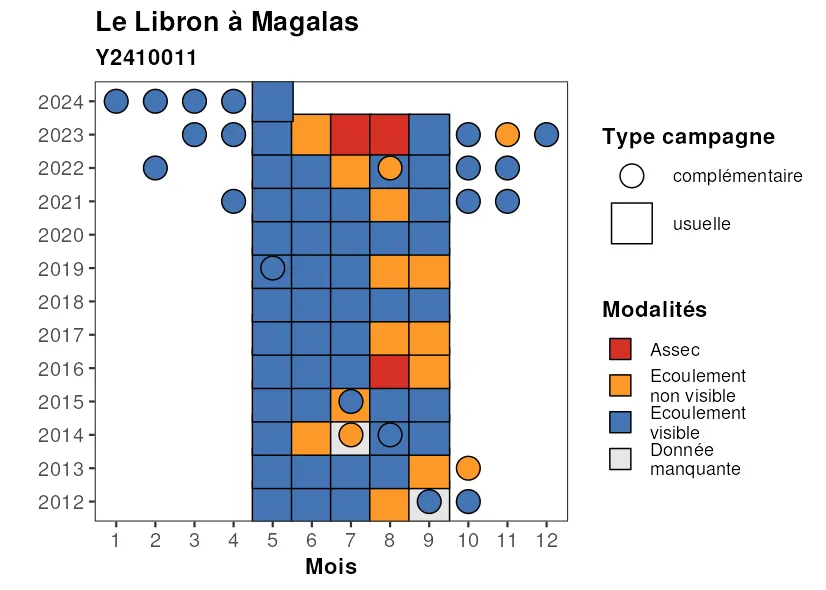 Le Libron à Magalas
Y2410011
2024
2023
2022
2021
2020
2019
2018
2017
2016
2015
2014
2013
2012
1 2 3 4 5 6 7 8 9 10 11 12
Mois
Type campagne
complémentaire
usuelle
Modalités
Assec
Ecoulement
non visible
Ecoulement
visible
Donnée
manquante